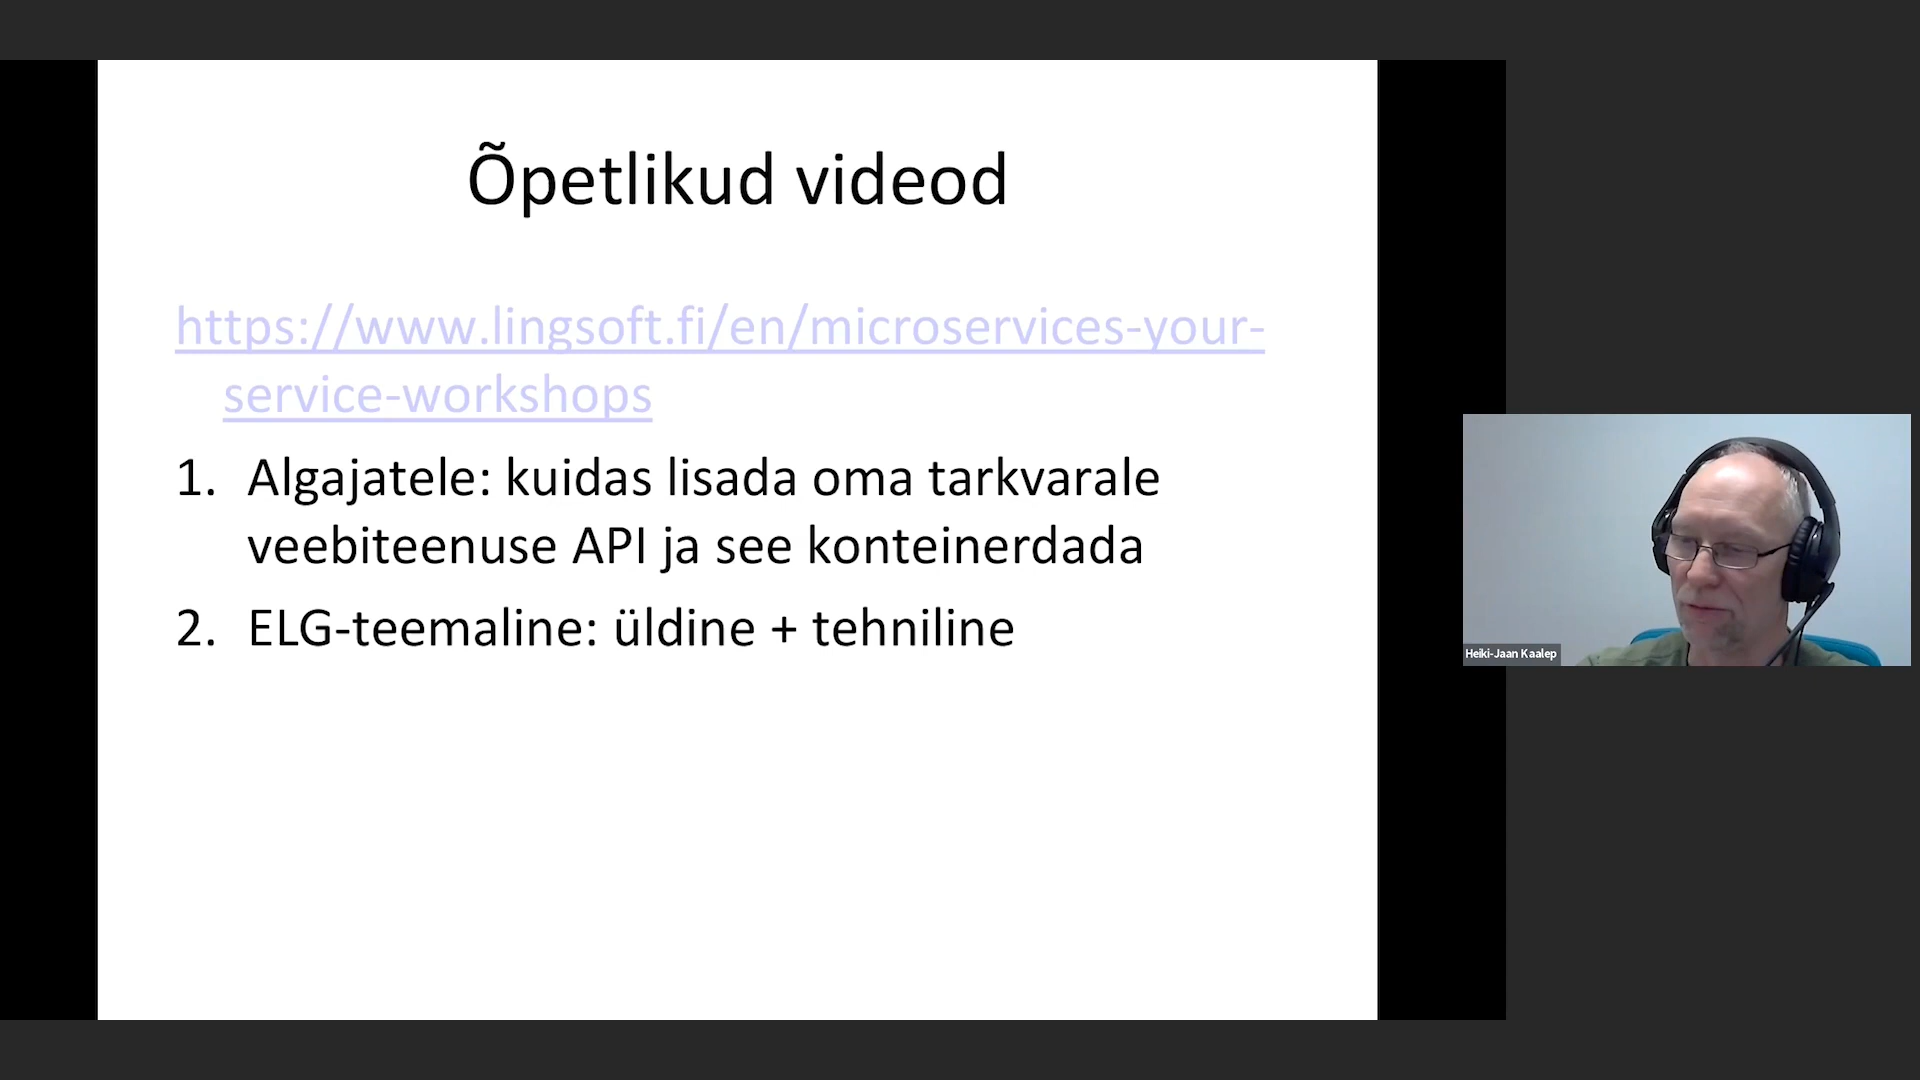 Õpetlikud videod
https://www.lingsoft.fi/en/microservices-your-
service-workshops
1. Algajatele: kuidas lisada oma tarkvarale
veebiteenuse API ja see konteinerdada
2. ELG-teemaline: üldine + tehniline
Heiki-Jaan Kaalep